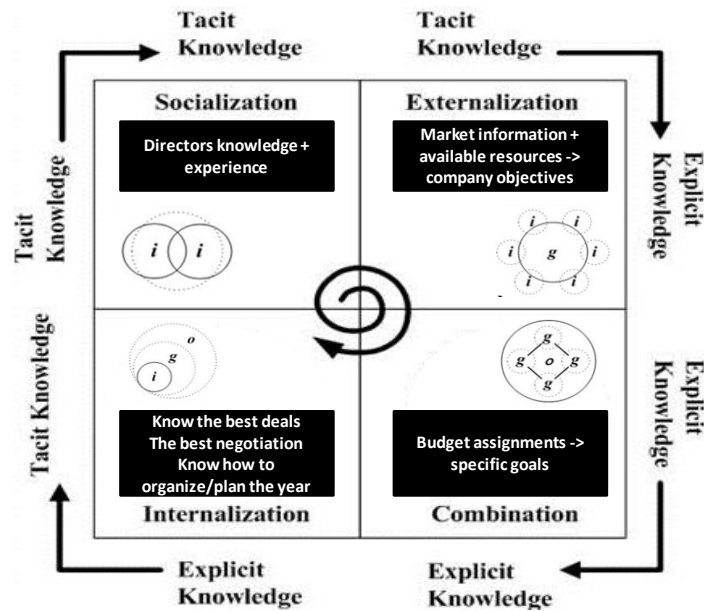 Tacit
Knowledge
Tacit
Knowledge
Socialization
Externalization
Directors knowledge +
experience
Market information +
available resources ->
company objectives
Tacit
Knowledge
Explicit
Knowledge
i i
i i
i g i
i i
o
g
i
g
g o g
g
Tacit Knowledge
Explicit
Knowledge
Know the best deals
The best negotiation
Know how to
organize/plan the year
Budget assignments ->
specific goals
Internalization
Combination
Explicit
Knowledge
Explicit
Knowledge